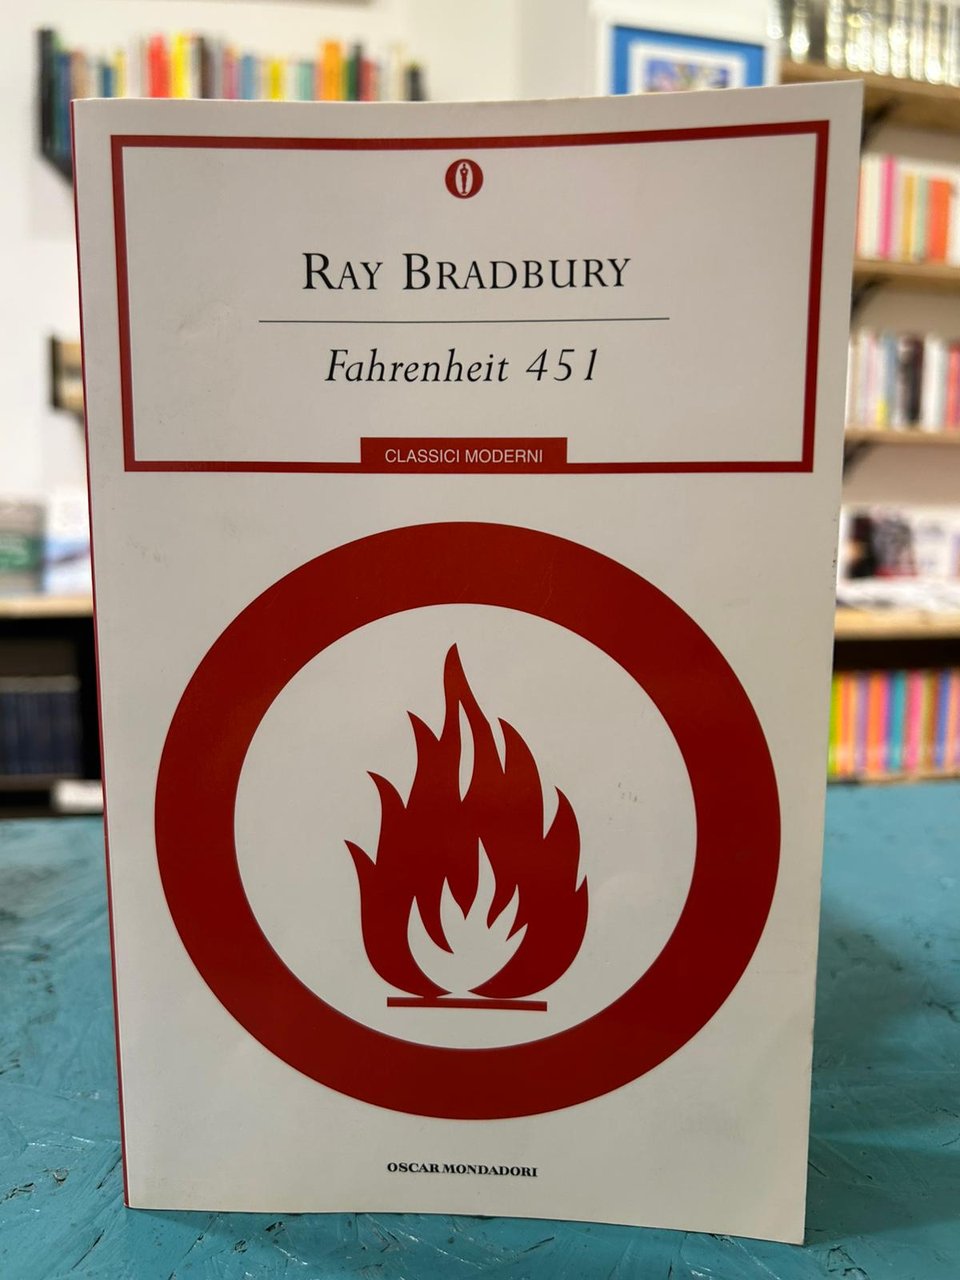 RAY BRADBURY
Fahrenheit 451
CLASSICI MODERNI
OSCAR MONDADORI